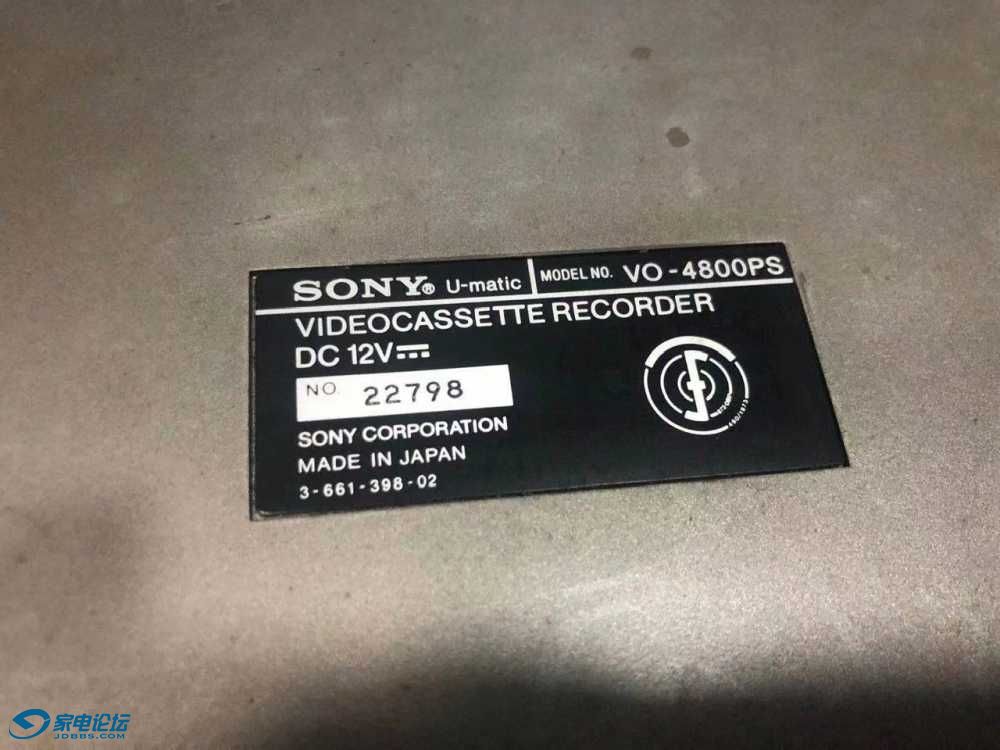 SONY® U-matic MODEL NO. VO-4800PS
VIDEOCASSETTE RECORDER
DC 12V
NO. 22798
SONY CORPORATION
MADE IN JAPAN
3-661-398-02
家电论坛
JDBBS.COM